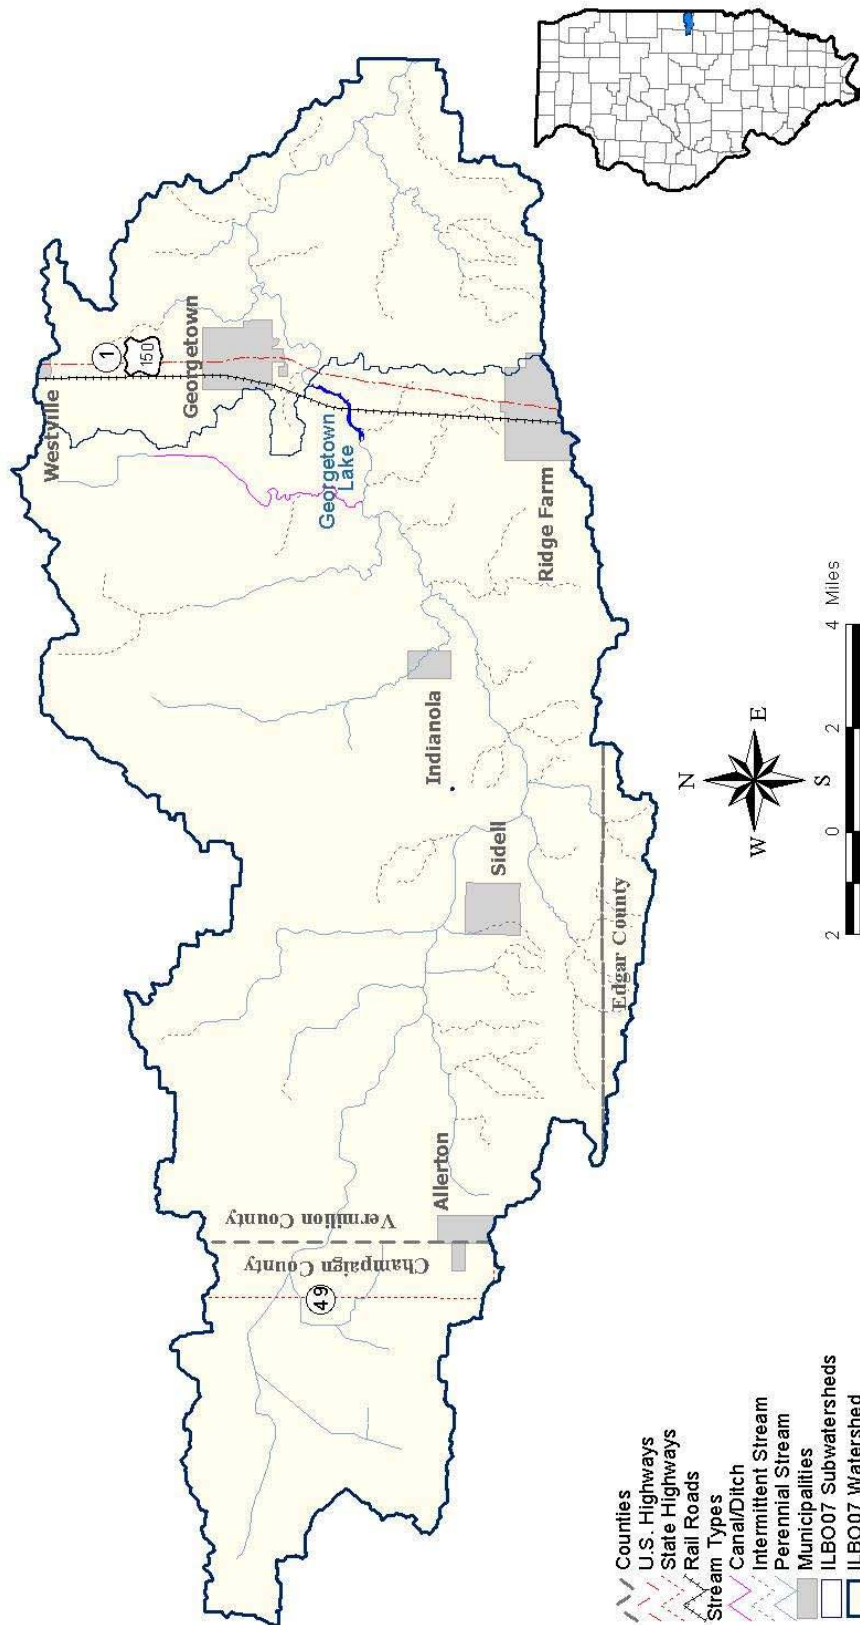 Westville
1
150
Georgetown
Georgetown
Lake
Ridge Farm
Indianola
Sidell
Edgar County
Allerton
Vermilion County
Champaign County
49
N
W
E
S
2
0
2
4
Miles
Counties
U.S. Highways
State Highways
Rail Roads
Stream Types
Canal/Ditch
Intermittent Stream
Perennial Stream
Municipalities
ILBO07 Subwatersheds
ILBO07 Watershed